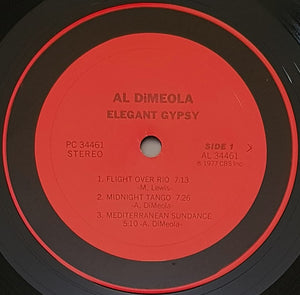 AL DiMEOLA
ELEGANT GYPSY
PC 34461
STEREO
SIDE 1
AL 34461
℗ 1977 CBS Inc.
1. FLIGHT OVER RIO 7:13
-M. Lewis-
2. MIDNIGHT TANGO 7:26
-A. DiMeola-
3. MEDITERRANEAN SUNDANCE
5:10 -A. DiMeola-